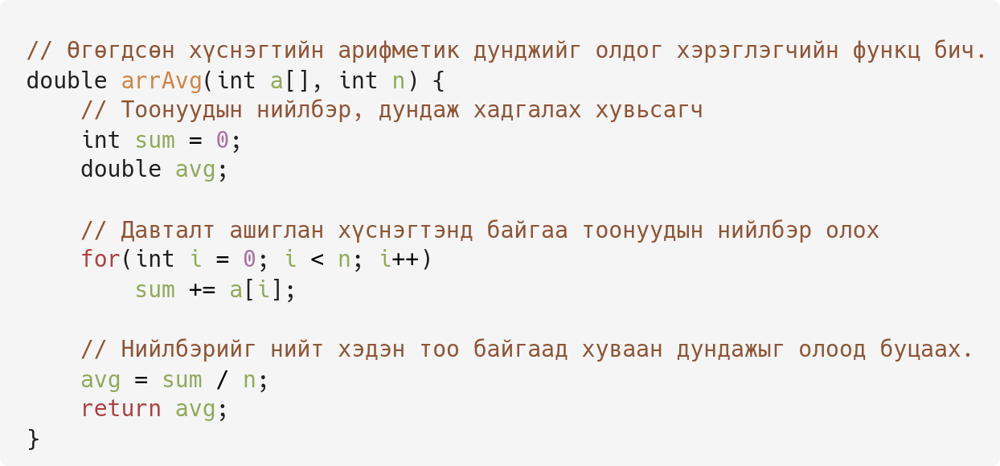 // Өгөгдсөн хүснэгтийн арифметик дунджийг олдог хэрэглэгчийн функц бич.
double arrAvg(int a[], int n) {
    // Тоонуудын нийлбэр, дундаж хадгалах хувьсагч
    int sum = 0;
    double avg;

    // Давталт ашиглан хүснэгтэнд байгаа тоонуудын нийлбэр олох
    for(int i = 0; i < n; i++)
        sum += a[i];

    // Нийлбэрийг нийт хэдэн тоо байгаад хуваан дундажыг олоод буцаах.
    avg = sum / n;
    return avg;
}